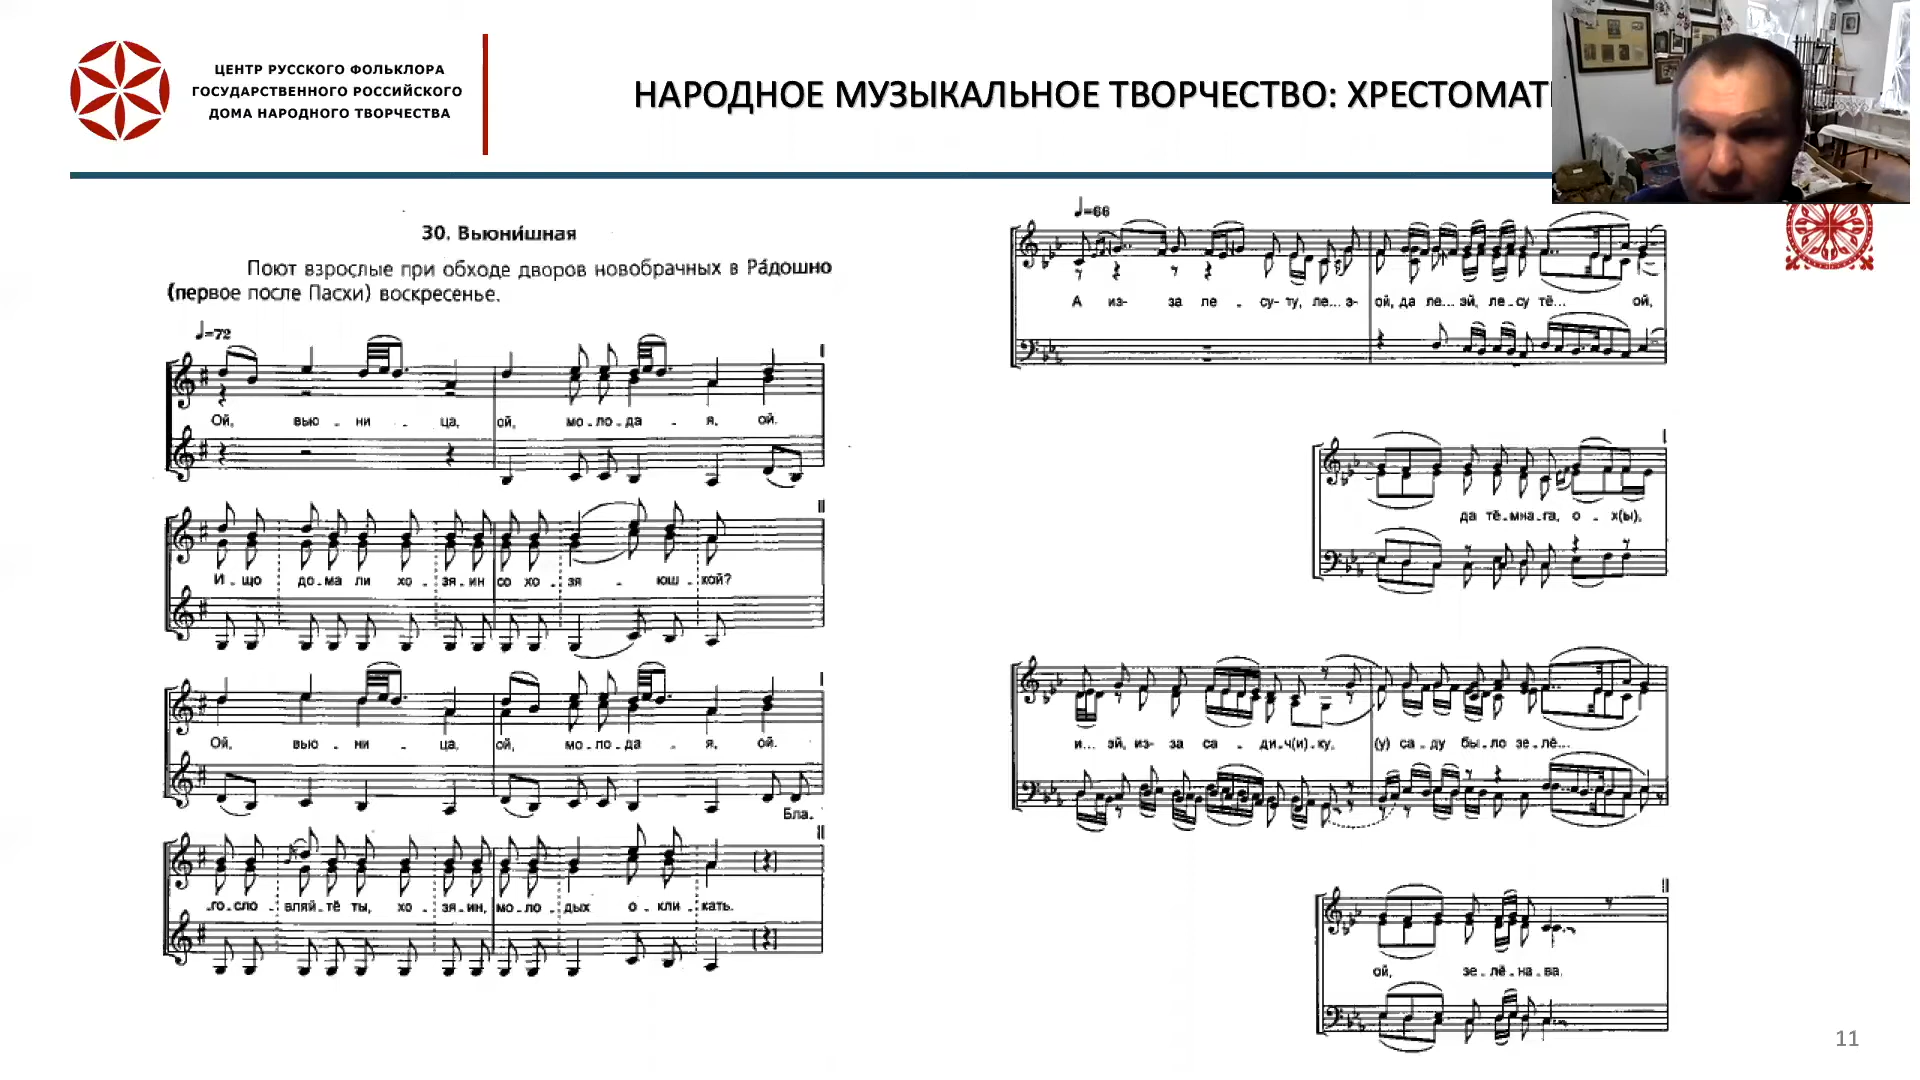 ЦЕНТР РУССКОГО ФОЛЬКЛОРА
ГОСУДАРСТВЕННОГО РОССИЙСКОГО
ДОМА НАРОДНОГО ТВОРЧЕСТВА
НАРОДНОЕ МУЗЫКАЛЬНОЕ ТВОРЧЕСТВО: ХРЕСТОМАТ
30. Вьюни́шная
Поют взрослые при обходе дворов новобрачных в Ра́дошно
(первое после Пасхи) воскресенье.
♩=72
I
Ой, вью - ни - ца, ой, мо - ло - да - я, ой.
II
И - що до - ма ли хо - зя - ин со хо - зя - юш - кой?
I
Ой, вью - ни - ца, ой, мо - ло - да - я, ой.
Бла -
II
- го - сло - вляй - тё ты, хо - зя - ин, мо - ло - дых о - кли - кать.
♩=66
А из- за ле - су- ту, ле... э- ой, да ле... эй, ле - су тё... ой,
I
да тё - мна - га, о - х(ы),
и... эй, из- за са - ди - ч(и) - ку, (у) са - ду бы - ло зе - лё...
II
ой, зе - лё - на - ва.
11